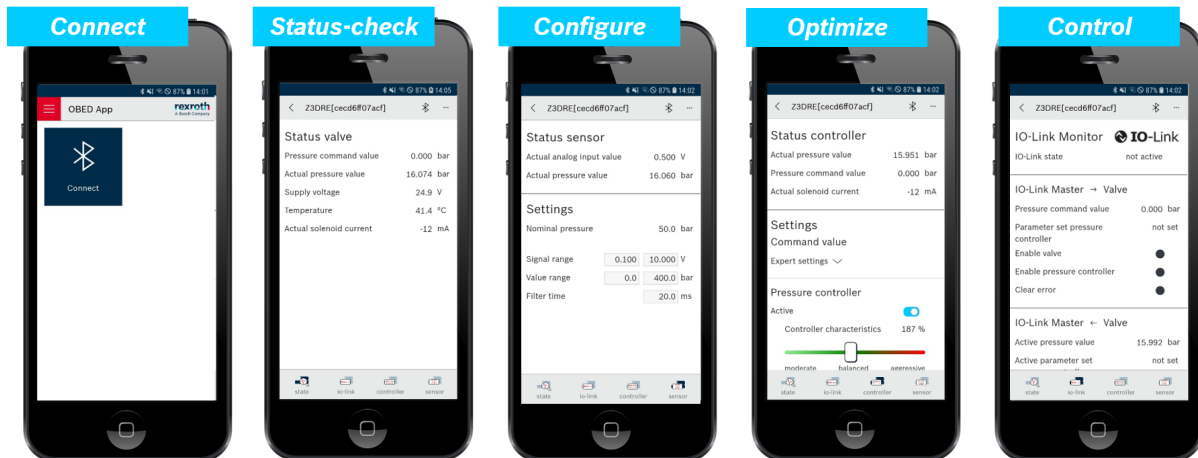 Connect
87% 14:01
OBED App
rexroth
A Bosch Company
Connect
Status-check
87% 14:05
Z3DRE[cecd6ff07acf] ...
Status valve
Pressure command value 0.000 bar
Actual pressure value 16.074 bar
Supply voltage 24.9 V
Temperature 41.4 °C
Actual solenoid current -12 mA
state io-link controller sensor
Configure
87% 14:02
Z3DRE[cecd6ff07acf] ...
Status sensor
Actual analog input value 0.500 V
Actual pressure value 16.060 bar
Settings
Nominal pressure 50.0 bar
Signal range 0.100 10.000 V
Value range 0.0 400.0 bar
Filter time 20.0 ms
state io-link controller sensor
Optimize
87% 14:02
Z3DRE[cecd6ff07acf] ...
Status controller
Actual pressure value 15.951 bar
Pressure command value 0.000 bar
Actual solenoid current -12 mA
Settings
Command value
Expert settings
Pressure controller
Active
Controller characteristics 187 %
moderate balanced aggressive
state io-link controller sensor
Control
87% 14:02
Z3DRE[cecd6ff07acf] ...
IO-Link Monitor IO-Link
IO-Link state not active
IO-Link Master → Valve
Pressure command value 0.000 bar
Parameter set pressure not set
controller
Enable valve
Enable pressure controller
Clear error
IO-Link Master ← Valve
Active pressure value 15.992 bar
Active parameter set not set
state io-link controller sensor